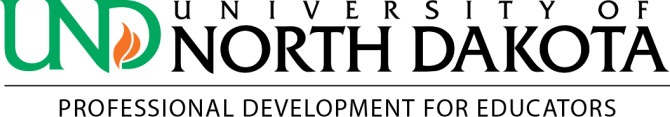 UND UNIVERSITY OF
NORTH DAKOTA
PROFESSIONAL DEVELOPMENT FOR EDUCATORS